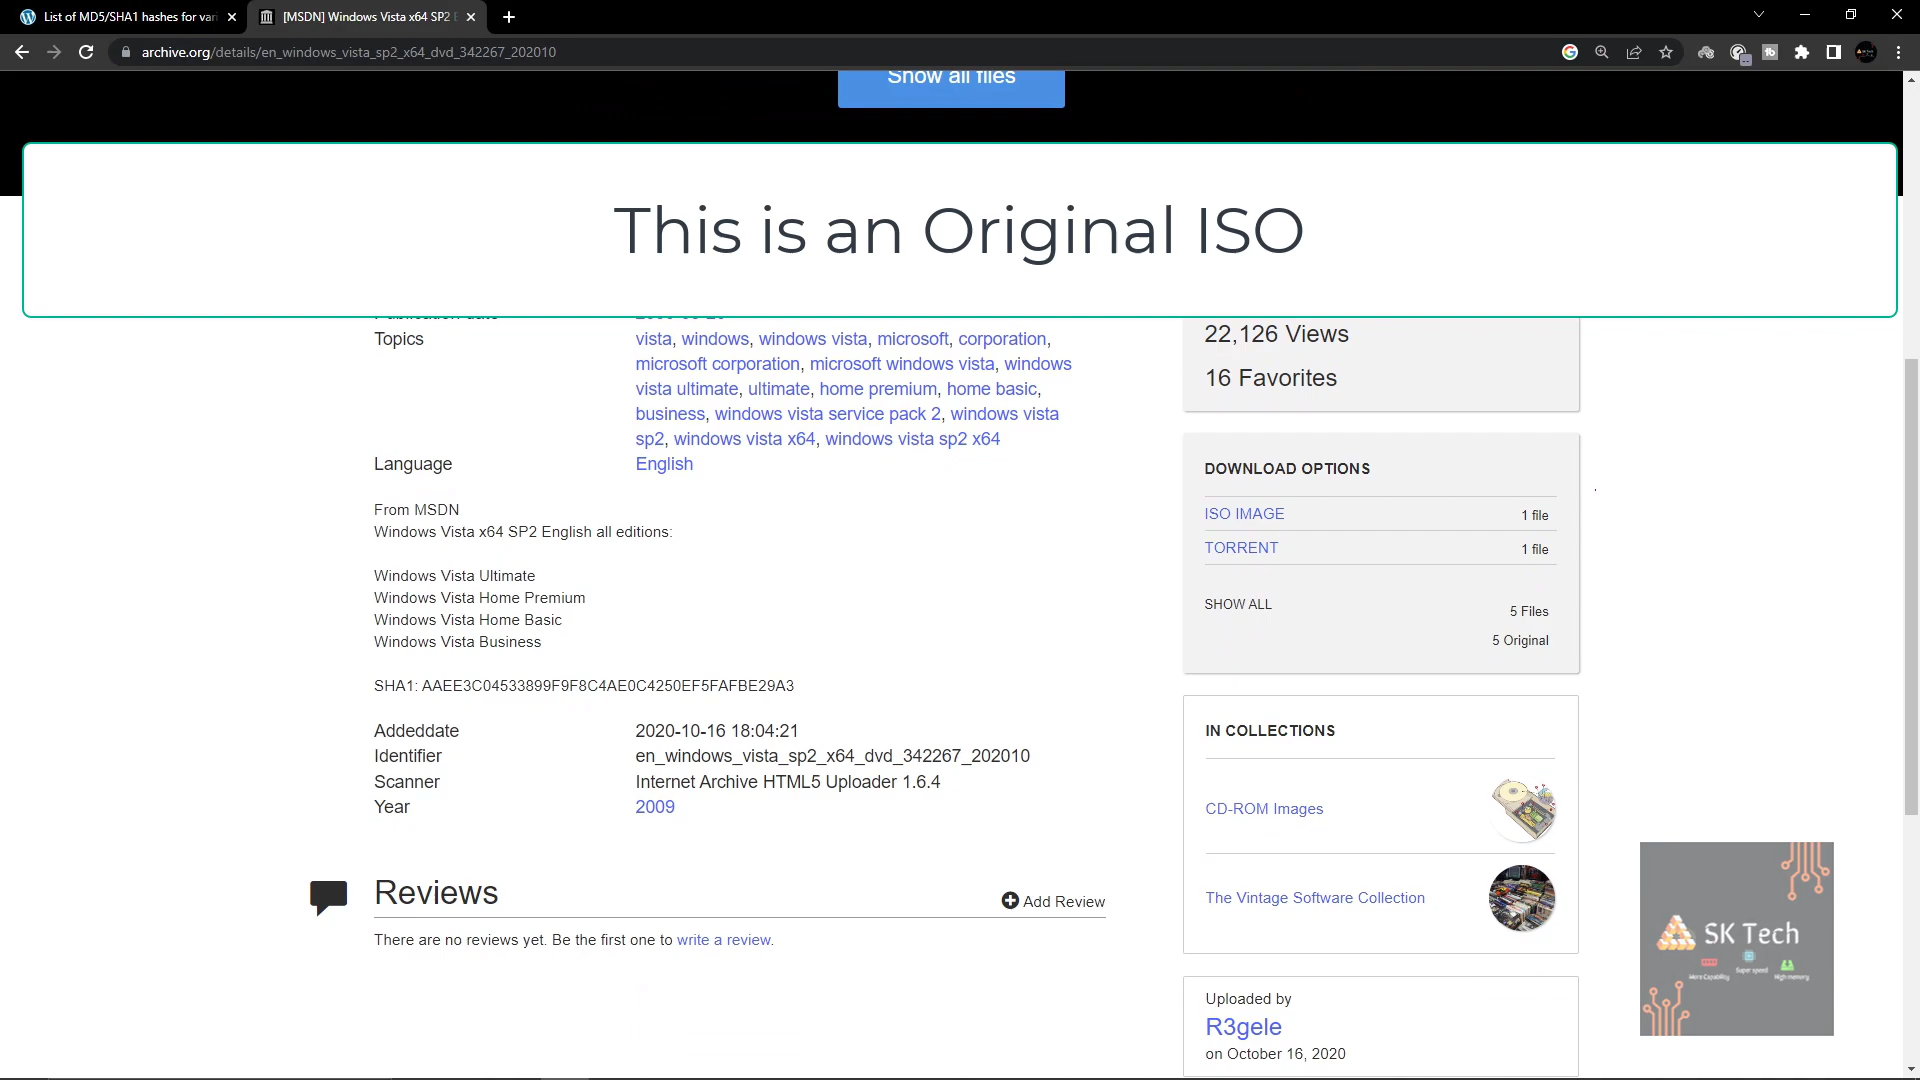 List of MD5/SHA1 hashes for vari
[MSDN] Windows Vista x64 SP2 E
archive.org/details/en_windows_vista_sp2_x64_dvd_342267_202010
Show all files
This is an Original ISO
Topics
vista, windows, windows vista, microsoft, corporation,
microsoft corporation, microsoft windows vista, windows
vista ultimate, ultimate, home premium, home basic,
business, windows vista service pack 2, windows vista
sp2, windows vista x64, windows vista sp2 x64
Language
English
From MSDN
Windows Vista x64 SP2 English all editions:
Windows Vista Ultimate
Windows Vista Home Premium
Windows Vista Home Basic
Windows Vista Business
SHA1: AAEE3C04533899F9F8C4AE0C4250EF5FAFBE29A3
Addeddate 2020-10-16 18:04:21
Identifier en_windows_vista_sp2_x64_dvd_342267_202010
Scanner Internet Archive HTML5 Uploader 1.6.4
Year 2009
Reviews
Add Review
There are no reviews yet. Be the first one to write a review.
22,126 Views
16 Favorites
DOWNLOAD OPTIONS
ISO IMAGE 1 file
TORRENT 1 file
SHOW ALL 5 Files
5 Original
IN COLLECTIONS
CD-ROM Images
The Vintage Software Collection
Uploaded by
R3gele
on October 16, 2020
SK Tech
More Capability Super speed High memory